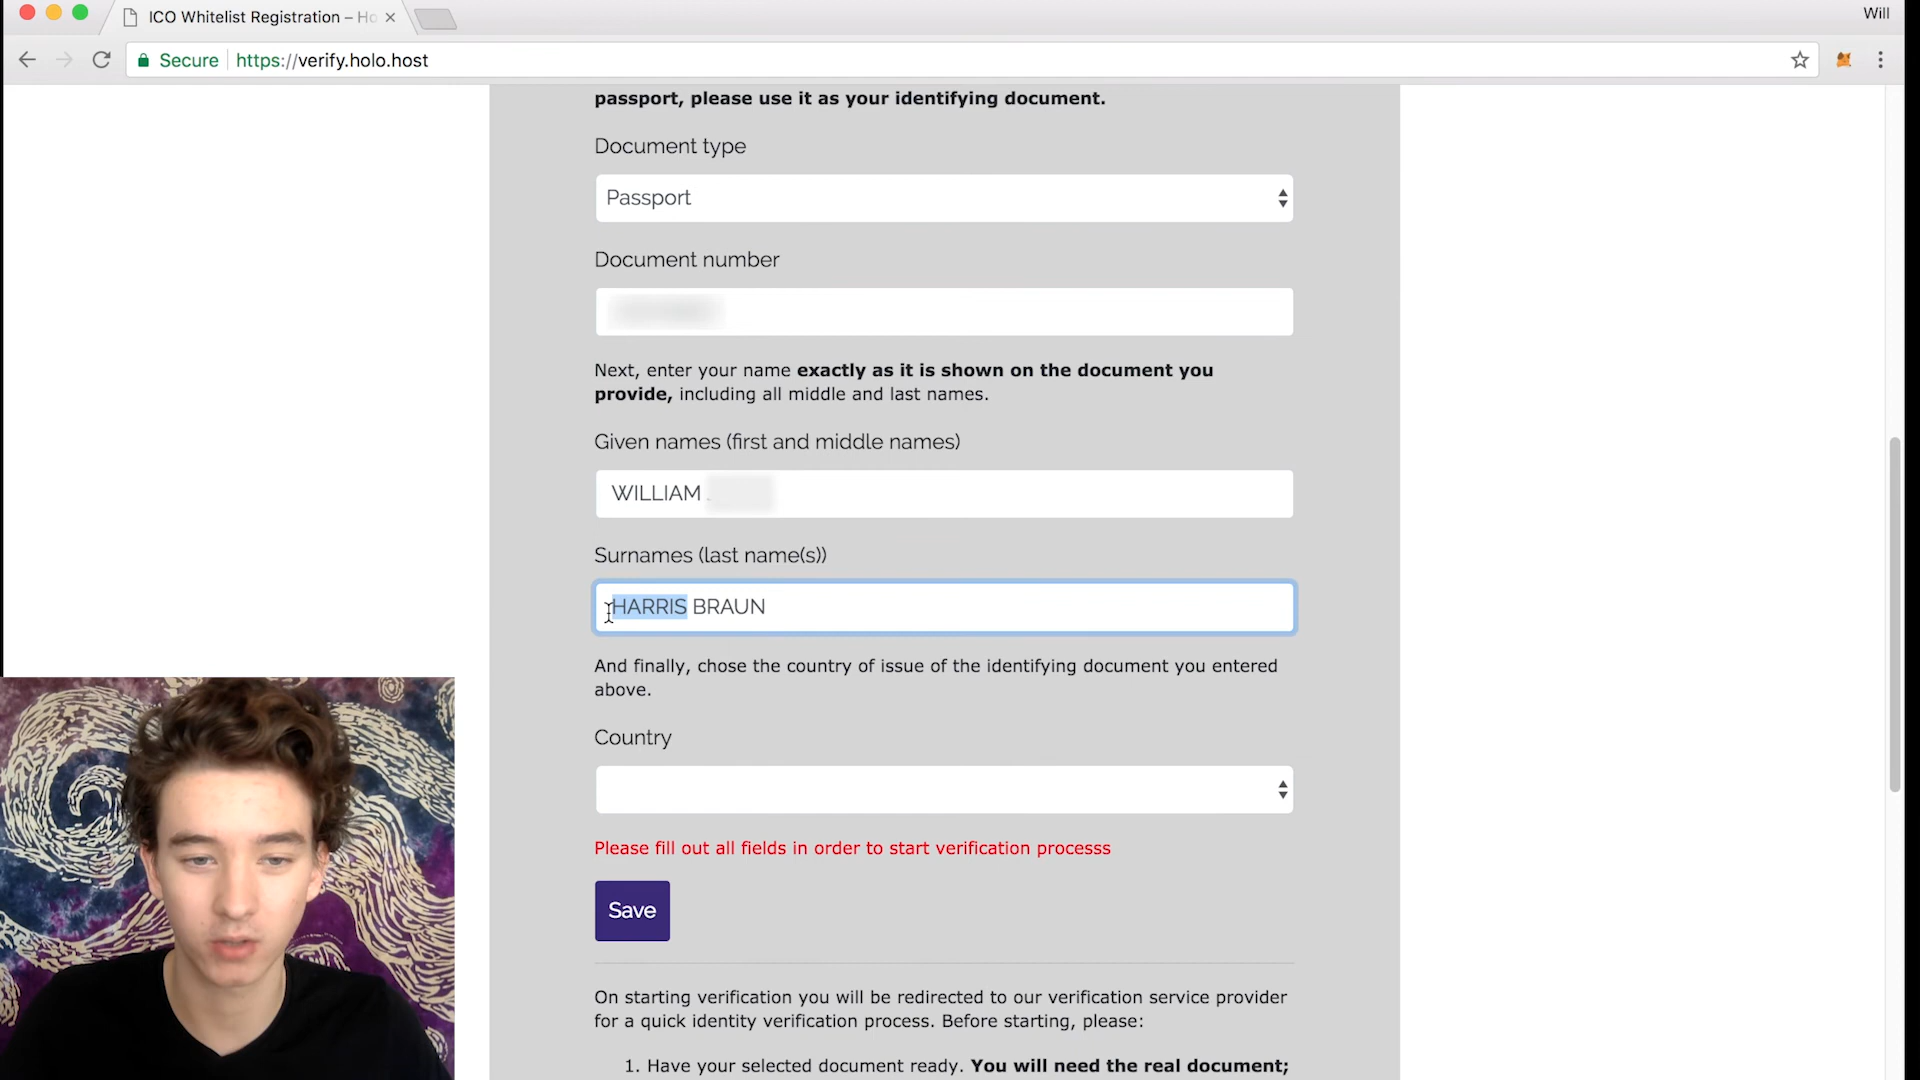 ICO Whitelist Registration – Ho
Will
Secure
https://verify.holo.host
passport, please use it as your identifying document.
Document type
Passport
Document number
Next, enter your name exactly as it is shown on the document you
provide, including all middle and last names.
Given names (first and middle names)
WILLIAM
Surnames (last name(s))
HARRIS BRAUN
And finally, chose the country of issue of the identifying document you entered
above.
Country
Please fill out all fields in order to start verification processs
Save
On starting verification you will be redirected to our verification service provider
for a quick identity verification process. Before starting, please:
1. Have your selected document ready. You will need the real document;